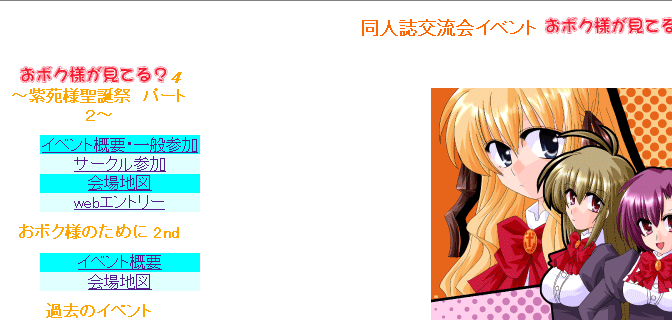 同人誌交流会イベント おボク様が見てる
おボク様が見てる？4
～紫苑様聖誕祭 パート
2～
イベント概要・一般参加
サークル参加
会場地図
webエントリー
おボク様のために 2nd
イベント概要
会場地図
過去のイベント